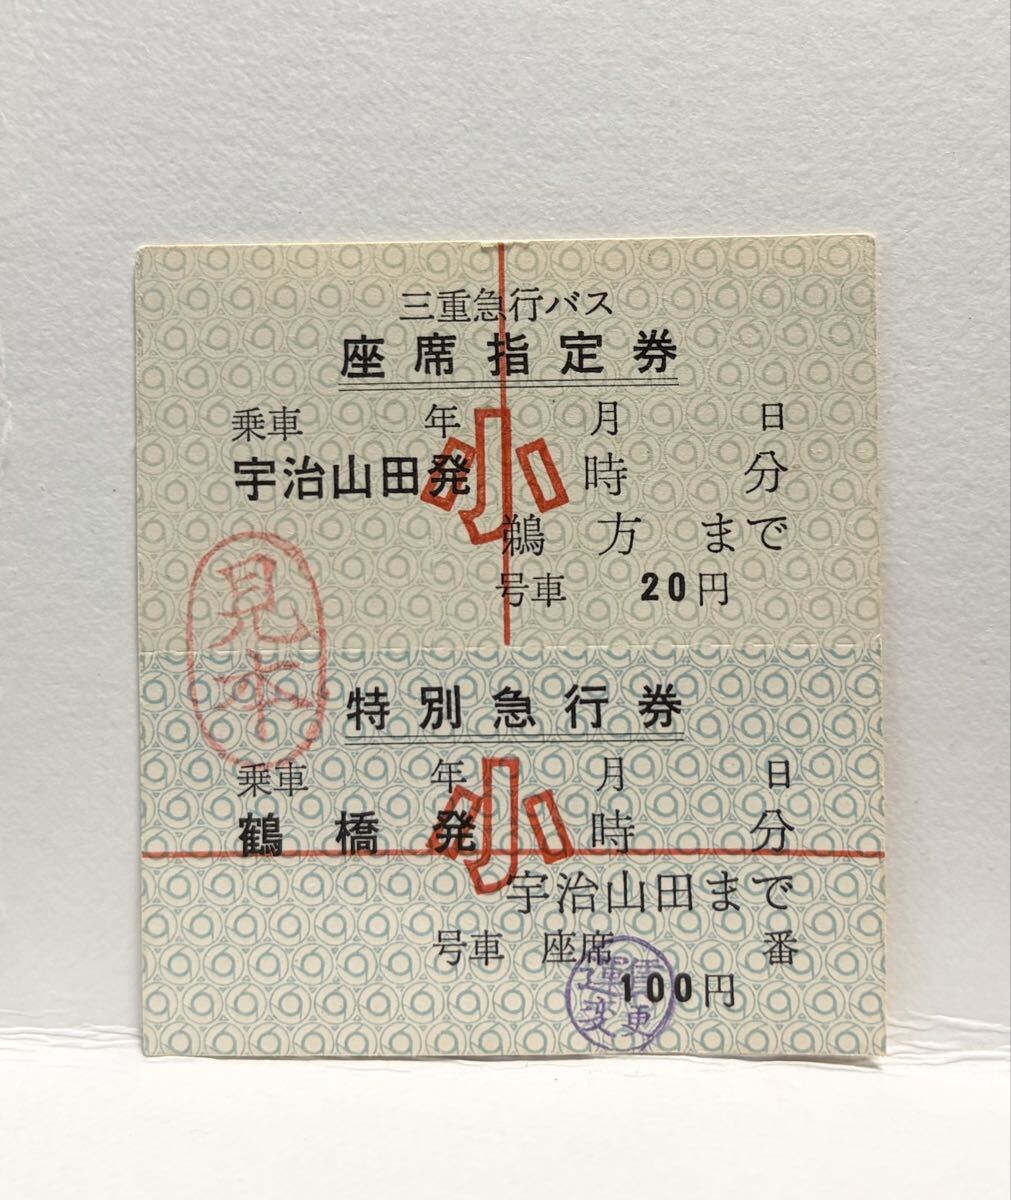 三重急行バス
座席指定券
乗車 年 月 日
宇治山田発 時 分
小
鵜方まで
号車 20円
見本
特別急行券
乗車 年 月 日
鶴橋発 時 分
小
宇治山田まで
号車 座席 番
100円
運賃変更